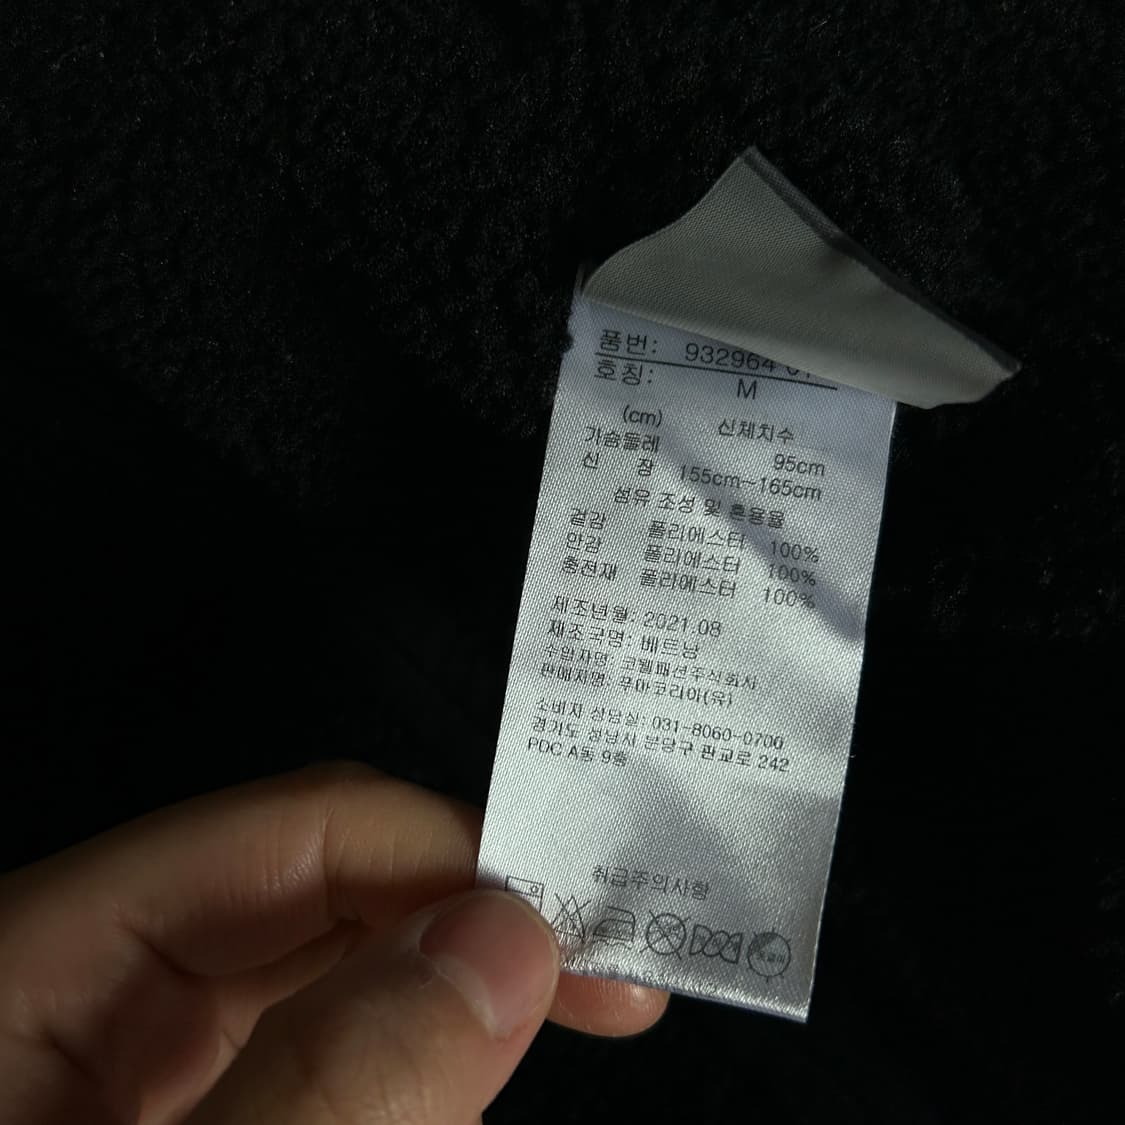 품번: 932964 01
호칭: M
(cm) 신체치수
가슴둘레 95cm
신 장 155cm~165cm
섬유 조성 및 혼용율
겉감 폴리에스터 100%
안감 폴리에스터 100%
충전재 폴리에스터 100%
제조년월: 2021.08
제조국명: 베트남
수입자명: 코웰패션주식회사
판매자명: 푸마코리아(유)
소비자 상담실: 031-8060-0700
경기도 성남시 분당구 판교로 242
PDC A동 9층
취급주의사항